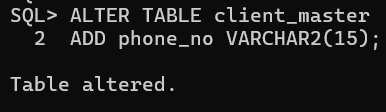 SQL> ALTER TABLE client_master
  2  ADD phone_no VARCHAR2(15);
Table altered.